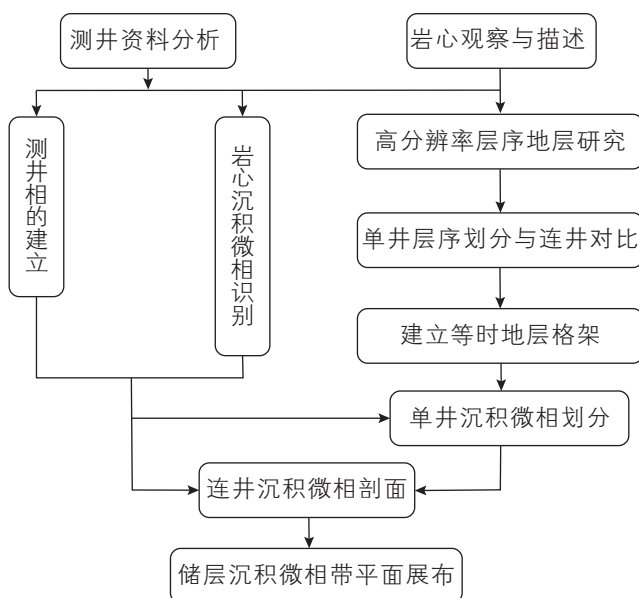 测井资料分析
岩心观察与描述
测井相的建立
岩心沉积微相识别
高分辨率层序地层研究
单井层序划分与连井对比
建立等时地层格架
单井沉积微相划分
连井沉积微相剖面
储层沉积微相带平面展布